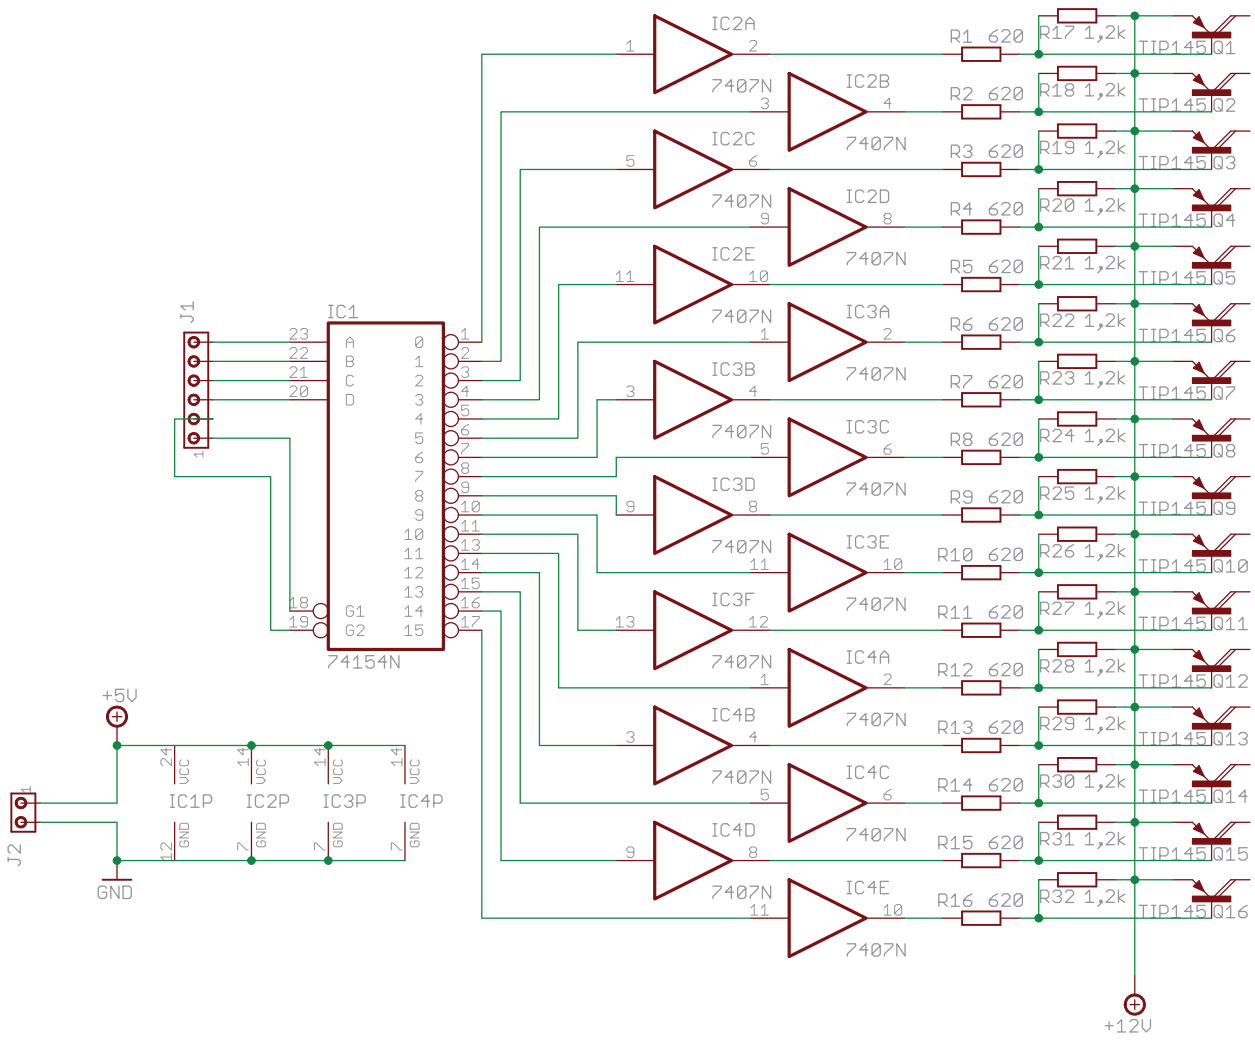 IC2A
1 2
7407N
R1 620
R17 1,2k
TIP145 Q1
IC2B
3 4
7407N
R2 620
R18 1,2k
TIP145 Q2
IC2C
5 6
7407N
R3 620
R19 1,2k
TIP145 Q3
IC2D
9 8
7407N
R4 620
R20 1,2k
TIP145 Q4
IC2E
11 10
7407N
R5 620
R21 1,2k
TIP145 Q5
IC3A
1 2
7407N
R6 620
R22 1,2k
TIP145 Q6
IC3B
3 4
7407N
R7 620
R23 1,2k
TIP145 Q7
IC3C
5 6
7407N
R8 620
R24 1,2k
TIP145 Q8
IC3D
9 8
7407N
R9 620
R25 1,2k
TIP145 Q9
IC3E
11 10
7407N
R10 620
R26 1,2k
TIP145 Q10
IC3F
13 12
7407N
R11 620
R27 1,2k
TIP145 Q11
IC4A
1 2
7407N
R12 620
R28 1,2k
TIP145 Q12
IC4B
3 4
7407N
R13 620
R29 1,2k
TIP145 Q13
IC4C
5 6
7407N
R14 620
R30 1,2k
TIP145 Q14
IC4D
9 8
7407N
R15 620
R31 1,2k
TIP145 Q15
IC4E
11 10
7407N
R16 620
R32 1,2k
TIP145 Q16
+12V
J1
1
IC1
23 A 0 1
22 B 1 2
21 C 2 3
20 D 3 4
4 5
5 6
6 7
7 8
8 9
9 10
10 11
11 13
12 14
13 15
18 G1 14 16
19 G2 15 17
74154N
+5V
J2
1
24 VCC
14 VCC
14 VCC
14 VCC
IC1P IC2P IC3P IC4P
12 GND
7 GND
7 GND
7 GND
GND